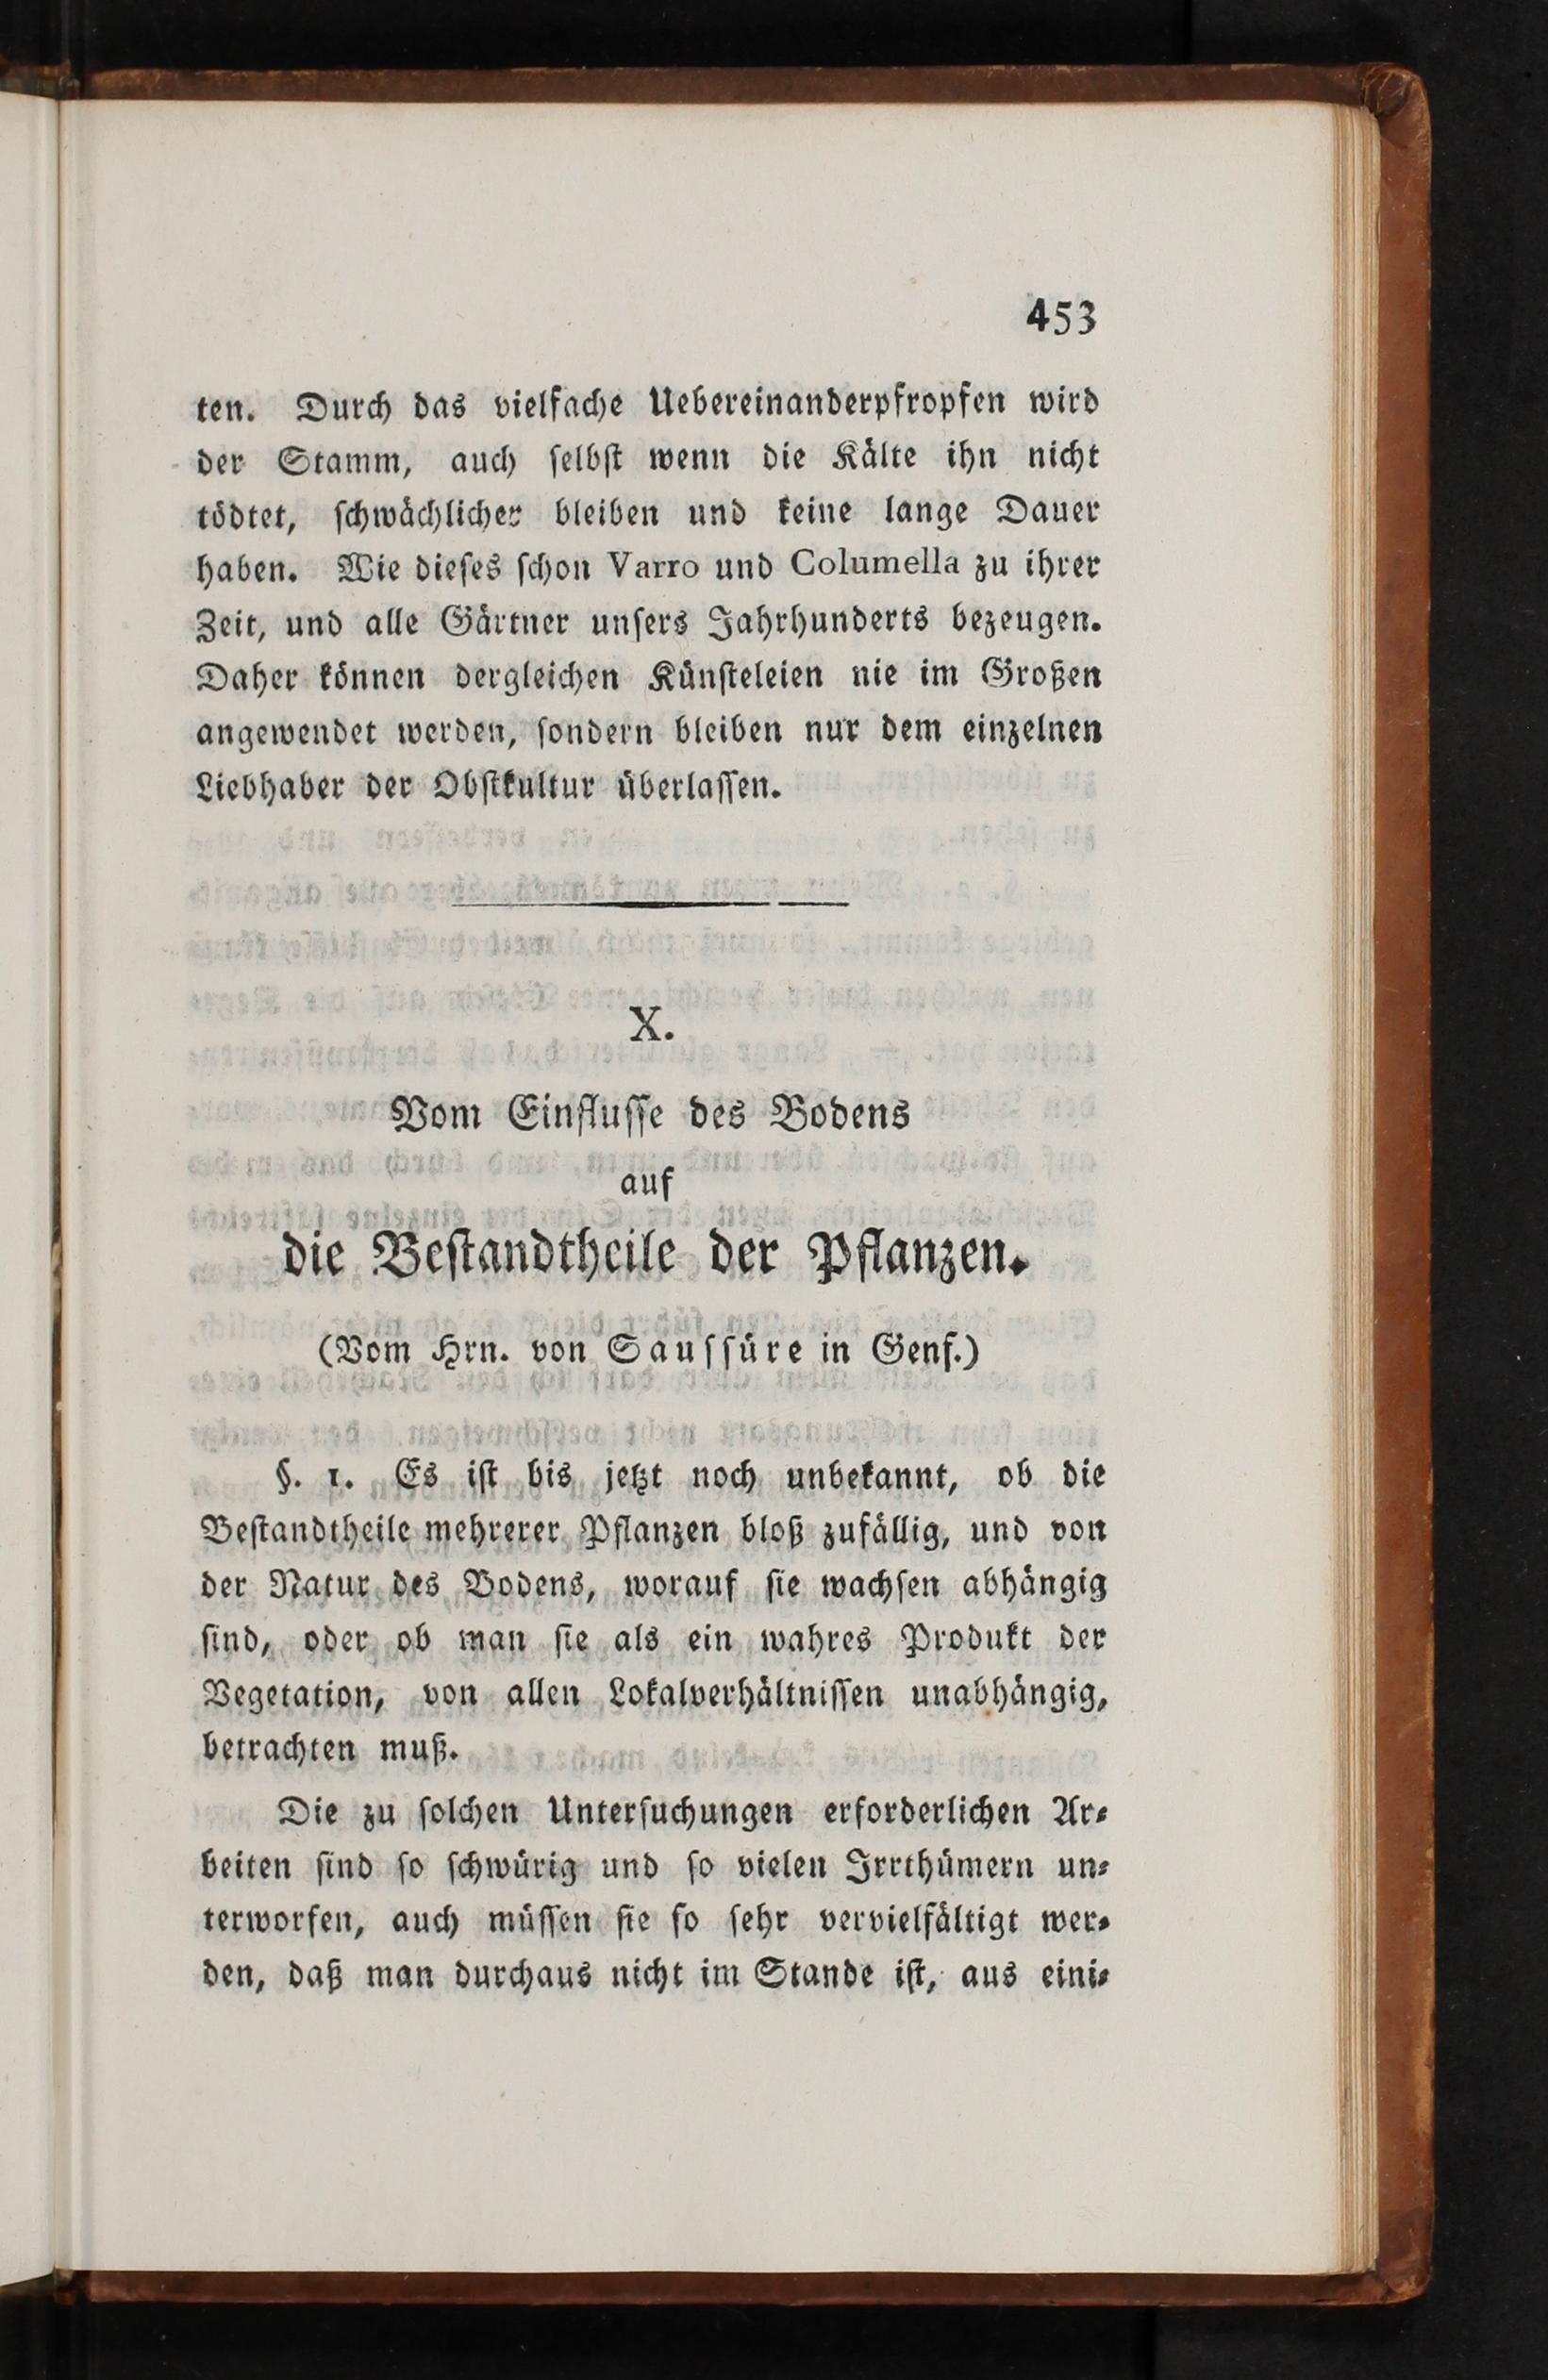 453
ten. Durch das vielfache Uebereinanderpfropfen wird
der Stamm, auch ſelbſt wenn die Kälte ihn nicht
tödtet, ſchwächlicher bleiben und keine lange Dauer
haben. Wie dieſes ſchon Varro und Columella zu ihrer
Zeit, und alle Gärtner unſers Jahrhunderts bezeugen.
Daher können dergleichen Künſteleien nie im Großen
angewendet werden, ſondern bleiben nur dem einzelnen
Liebhaber der Obſtkultur überlaſſen.
X.
Vom Einfluſſe des Bodens
auf
die Beſtandtheile der Pflanzen.
(Vom Hrn. von Sauſſüre in Genf.)
§. 1. Es iſt bis jetzt noch unbekannt, ob die
Beſtandtheile mehrerer Pflanzen bloß zufällig, und von
der Natur des Bodens, worauf ſie wachſen abhängig
ſind, oder ob man ſie als ein wahres Produkt der
Vegetation, von allen Lokalverhältniſſen unabhängig,
betrachten muß.
Die zu ſolchen Unterſuchungen erforderlichen Ar⸗
beiten ſind ſo ſchwürig und ſo vielen Irrthümern un⸗
terworfen, auch müſſen ſie ſo ſehr vervielfältigt wer⸗
den, daß man durchaus nicht im Stande iſt, aus eini⸗